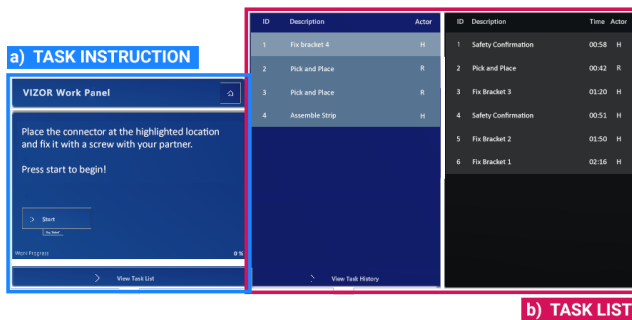 a) TASK INSTRUCTION
VIZOR Work Panel
Place the connector at the highlighted location
and fix it with a screw with your partner.
Press start to begin!
Start
Work Progress 0 %
View Task List
ID Description Actor
1 Fix bracket 4 H
2 Pick and Place R
3 Pick and Place R
4 Assemble Strip H
View Task History
ID Description Time Actor
1 Safety Confirmation 00:58 H
2 Pick and Place 00:42 R
3 Fix Bracket 3 01:20 H
4 Safety Confirmation 00:51 H
5 Fix Bracket 2 01:50 H
6 Fix Bracket 1 02:16 H
b) TASK LIST